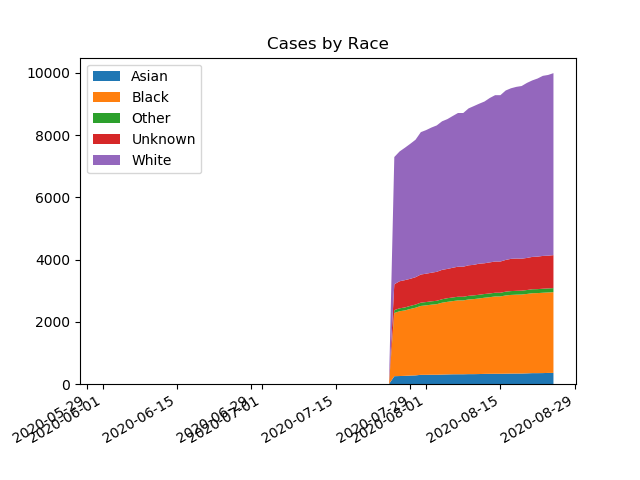 Cases by Race
Asian
Black
Other
Unknown
White
10000
8000
6000
4000
2000
0
2020-05-29
2020-06-01
2020-06-15
2020-06-29
2020-07-01
2020-07-15
2020-07-29
2020-08-01
2020-08-15
2020-08-29